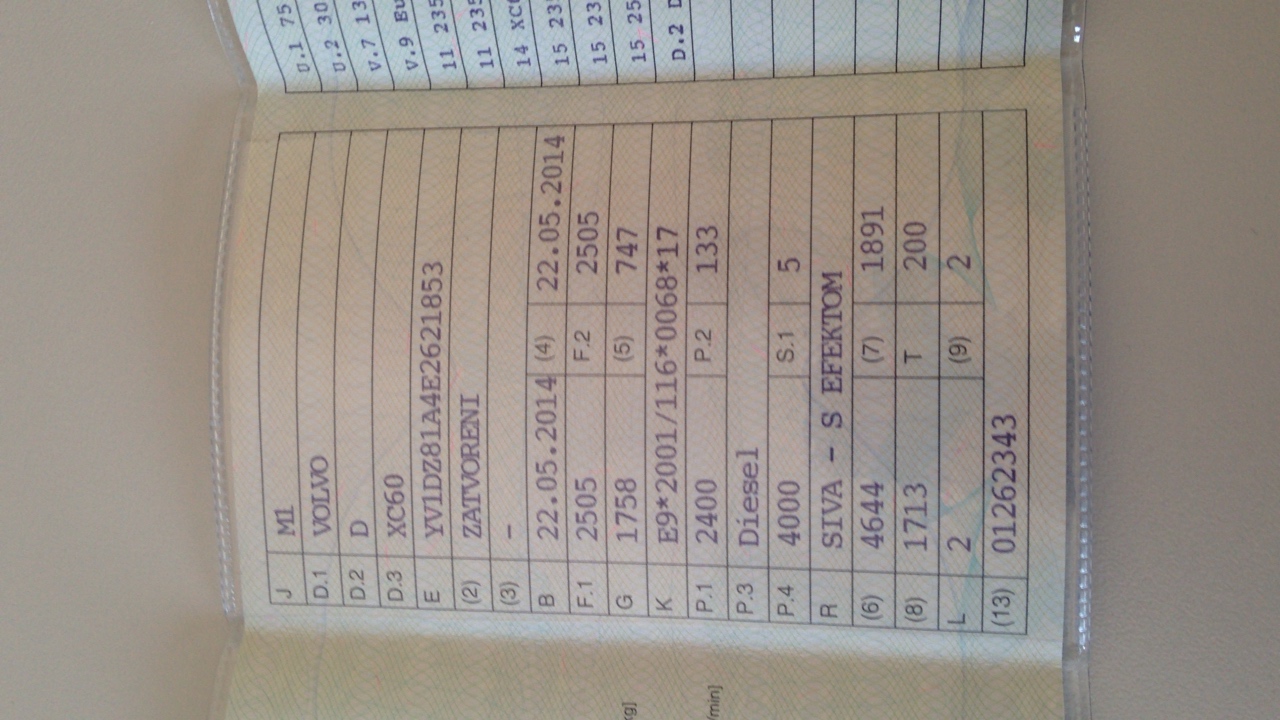 J M1
D.1 VOLVO
D.2 D
D.3 XC60
E YV1DZ81A4E2621853
(2) ZATVORENI
(3) –
B 22.05.2014 (4) 22.05.2014
F.1 2505 F.2 2505
G 1758 (5) 747
K E9*2001/116*0068*17
P.1 2400 P.2 133
P.3 Diesel
P.4 4000 S.1 5
R SIVA – S EFEKTOM
(6) 4644 (7) 1891
(8) 1713 T 200
L 2 (9) 2
(13) 01262343
kg]
/min]
U.1 75
U.2 30
V.7 13
V.9 Eu
11 235
11 235
14 XC6
15 23
15 23
15 25
D.2 D